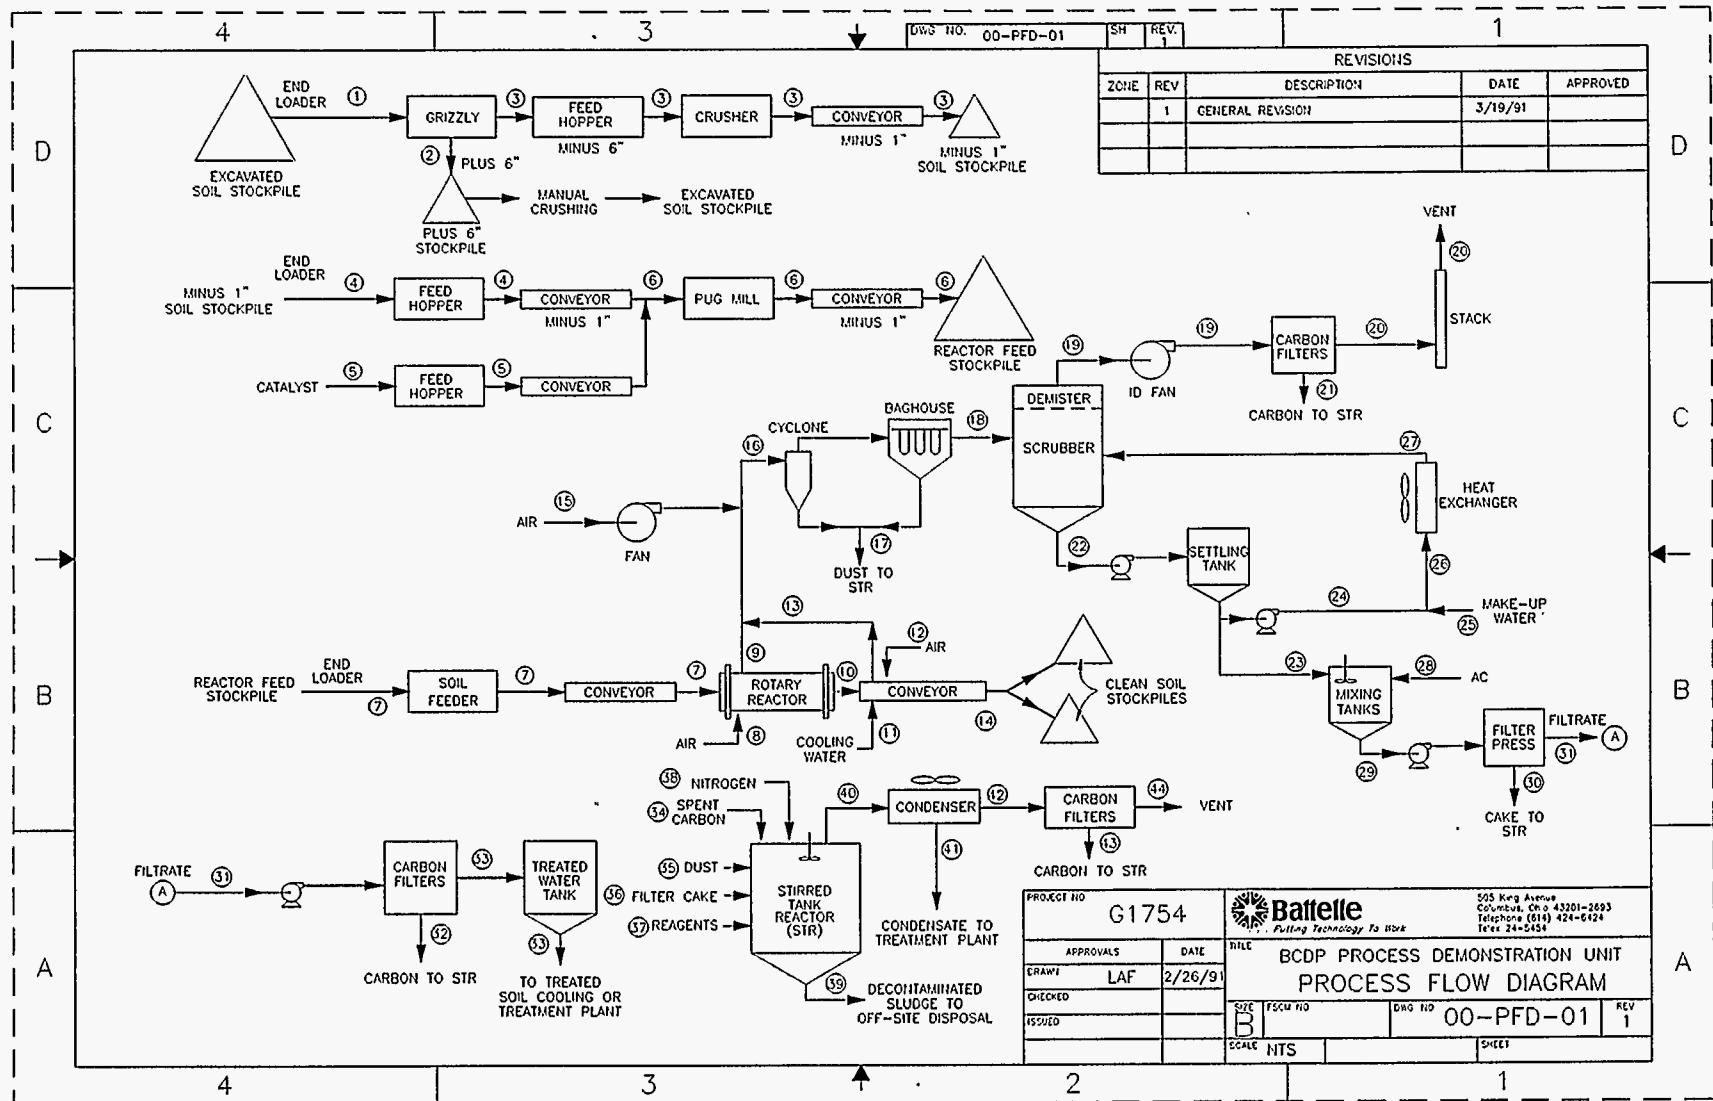 4
3
1
DWG NO. 00-PFD-01
SH
REV. 1
REVISIONS
ZONE
REV
DESCRIPTION
DATE
APPROVED
1
GENERAL REVISION
3/19/91
D
D
END
LOADER
1
GRIZZLY
3
FEED
HOPPER
MINUS 6"
3
CRUSHER
3
CONVEYOR
MINUS 1"
3
MINUS 1"
SOIL STOCKPILE
EXCAVATED
SOIL STOCKPILE
2
PLUS 6"
PLUS 6"
STOCKPILE
MANUAL
CRUSHING
EXCAVATED
SOIL STOCKPILE
MINUS 1"
SOIL STOCKPILE
END
LOADER
4
FEED
HOPPER
4
CONVEYOR
MINUS 1"
6
PUG MILL
6
CONVEYOR
MINUS 1"
6
REACTOR FEED
STOCKPILE
CATALYST
5
FEED
HOPPER
5
CONVEYOR
C
C
VENT
20
STACK
19
ID FAN
19
CARBON
FILTERS
20
21
CARBON TO STR
DEMISTER
SCRUBBER
CYCLONE
16
BAGHOUSE
18
27
HEAT
EXCHANGER
AIR
15
FAN
17
DUST TO
STR
22
SETTLING
TANK
26
24
MAKE-UP
WATER
25
13
12
AIR
B
B
REACTOR FEED
STOCKPILE
END
LOADER
7
SOIL
FEEDER
7
CONVEYOR
7
9
ROTARY
REACTOR
10
CONVEYOR
AIR
8
COOLING
WATER
11
14
CLEAN SOIL
STOCKPILES
23
MIXING
TANKS
28
AC
29
FILTER
PRESS
FILTRATE
31
A
30
CAKE TO
STR
38
NITROGEN
34
SPENT
CARBON
35
DUST
36
FILTER CAKE
37
REAGENTS
STIRRED
TANK
REACTOR
(STR)
40
CONDENSER
42
CARBON
FILTERS
44
VENT
43
CARBON TO STR
41
CONDENSATE TO
TREATMENT PLANT
39
DECONTAMINATED
SLUDGE TO
OFF-SITE DISPOSAL
A
A
FILTRATE
A
31
CARBON
FILTERS
33
TREATED
WATER
TANK
32
CARBON TO STR
33
TO TREATED
SOIL COOLING OR
TREATMENT PLANT
PROJECT NO
G1754
Battelle
. . . Putting Technology To Work
505 King Avenue
Columbus, Ohio 43201-2693
Telephone (614) 424-6424
Telex 24-5454
APPROVALS
DATE
DRAWN
LAF
2/26/91
CHECKED
ISSUED
TITLE
BCDP PROCESS DEMONSTRATION UNIT
PROCESS FLOW DIAGRAM
SIZE
B
FSCM NO
DWG NO 00-PFD-01
REV
1
SCALE NTS
SHEET
4
3
2
1